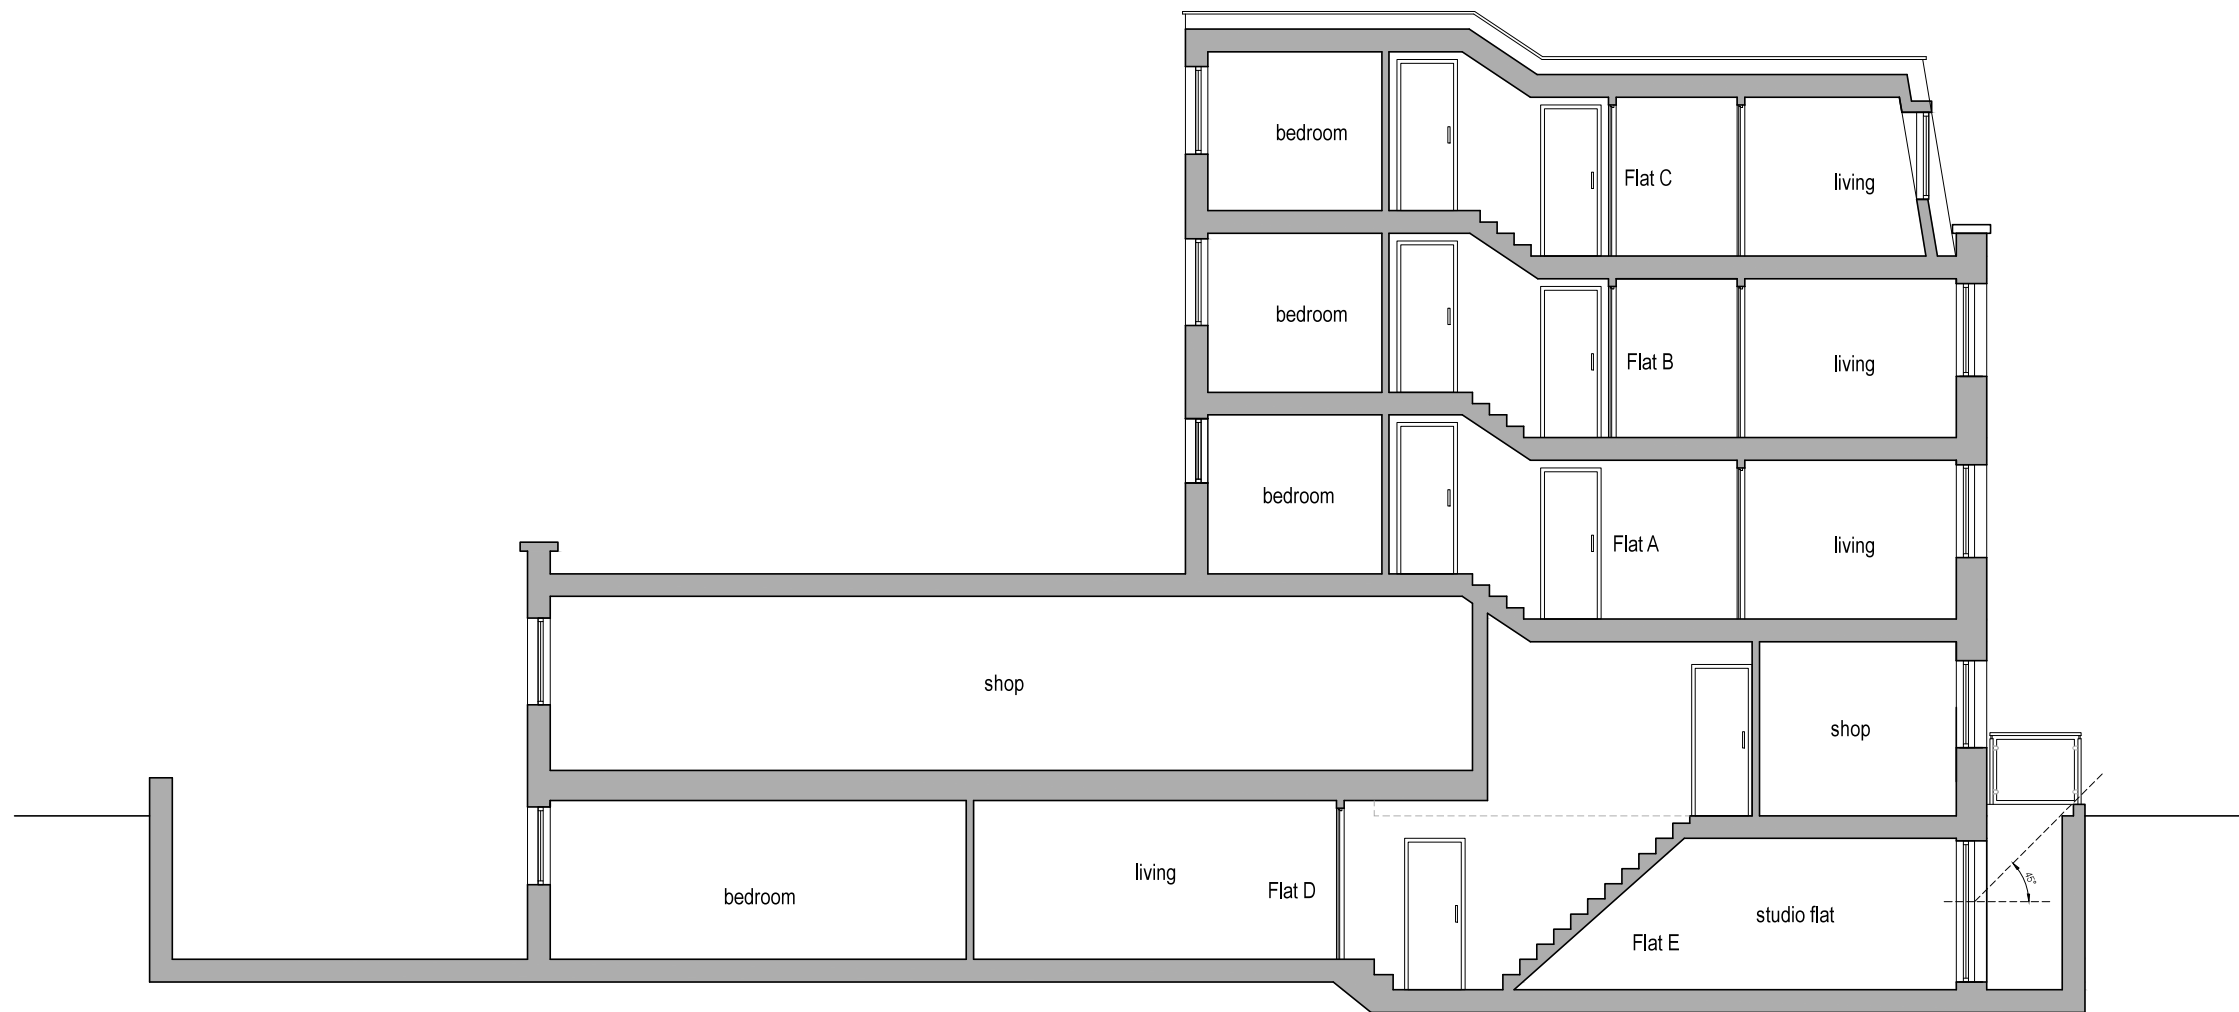 bedroom
Flat C
living
bedroom
Flat B
living
bedroom
Flat A
living
shop
shop
bedroom
living
Flat D
Flat E
studio flat
45°